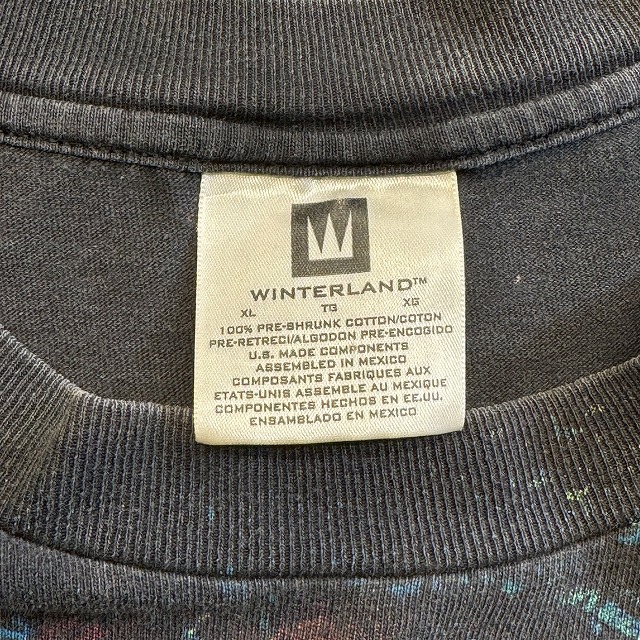 WINTERLAND™
XL TG XG
100% PRE-SHRUNK COTTON/COTON
PRE-RETRECI/ALGODON PRE-ENCOGIDO
U.S. MADE COMPONENTS
ASSEMBLED IN MEXICO
COMPOSANTS FABRIQUES AUX
ETATS-UNIS ASSEMBLE AU MEXIQUE
COMPONENTES HECHOS EN EE.UU.
ENSAMBLADO EN MEXICO